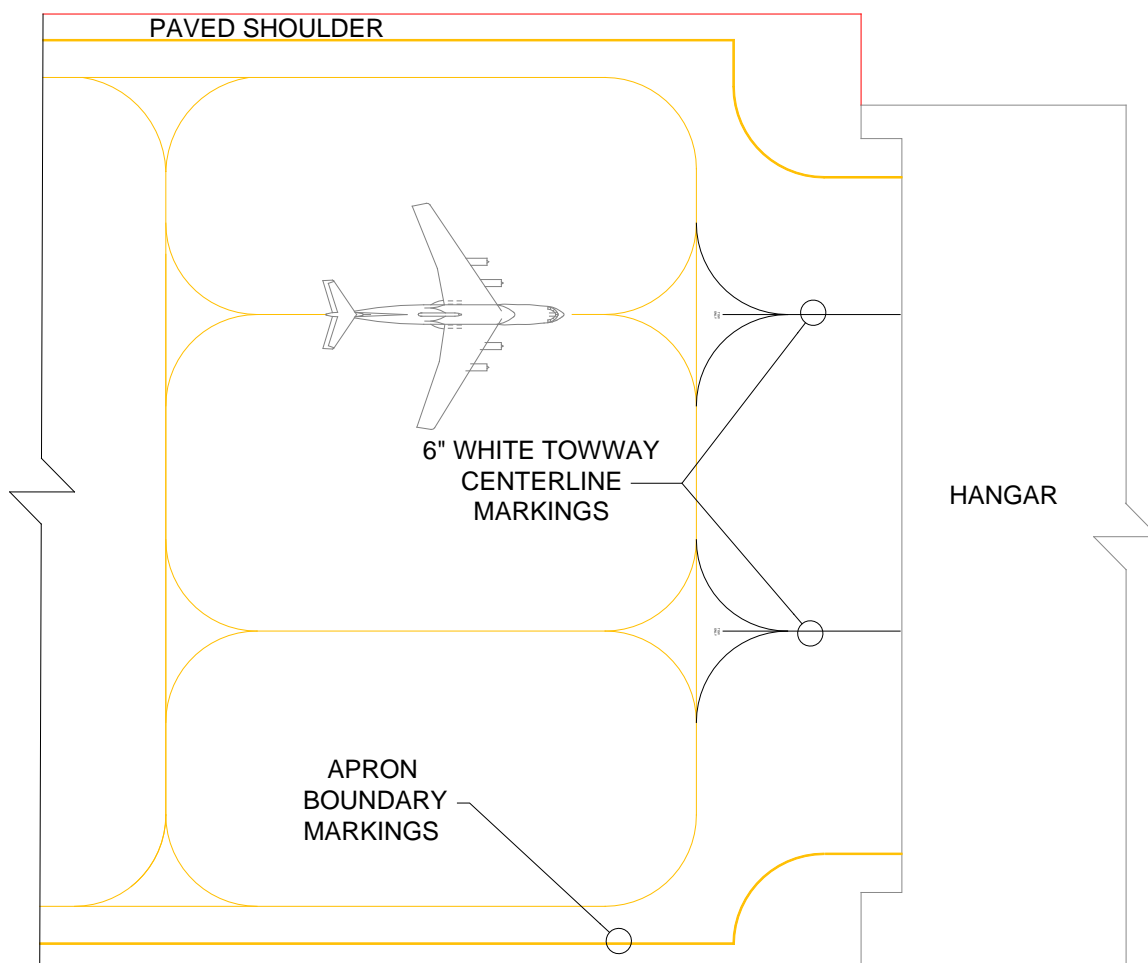 PAVED SHOULDER
6" WHITE TOWWAY
CENTERLINE
MARKINGS
HANGAR
APRON
BOUNDARY
MARKINGS